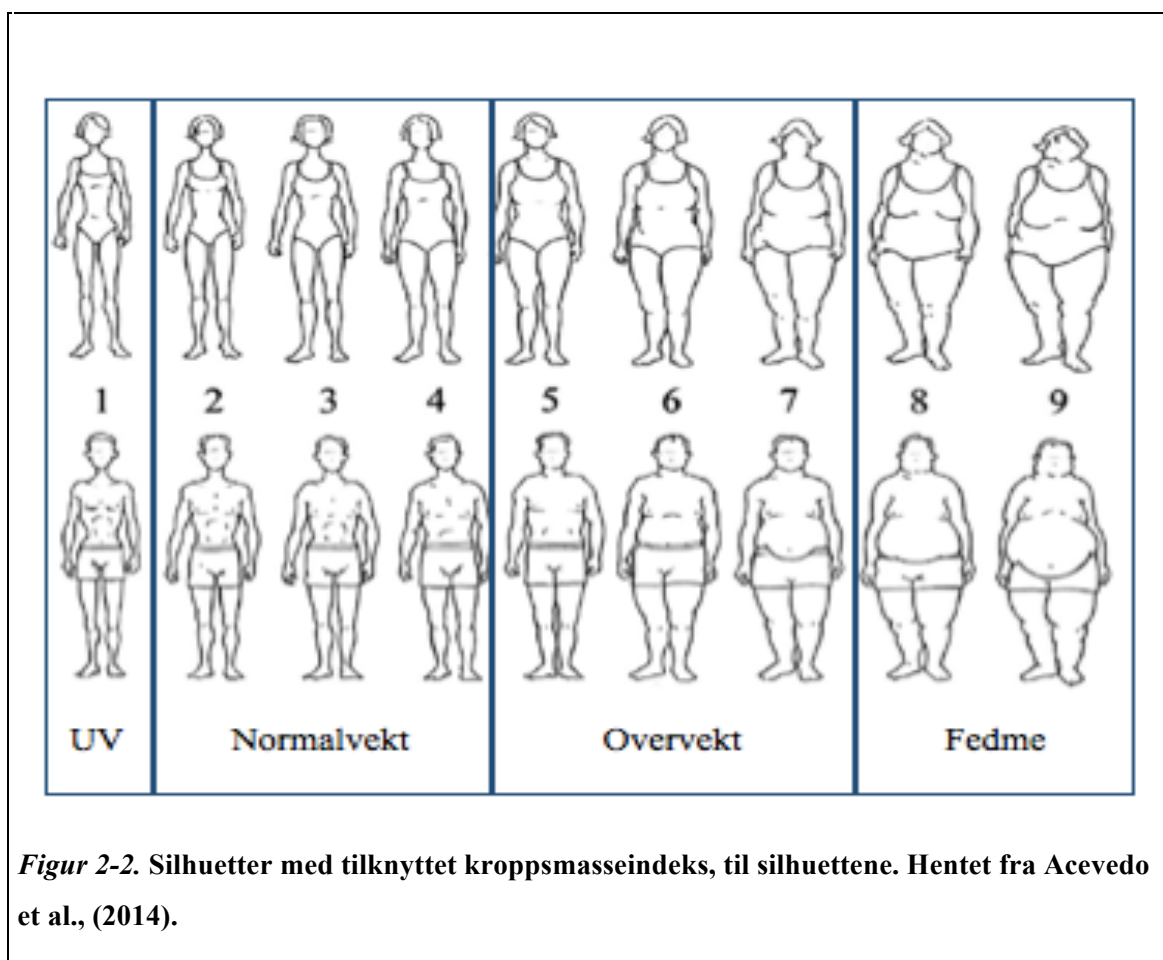 1 2 3 4 5 6 7 8 9
UV Normalvekt Overvekt Fedme
Figur 2-2. Silhuetter med tilknyttet kroppsmasseindeks, til silhuettene. Hentet fra Acevedo
et al., (2014).